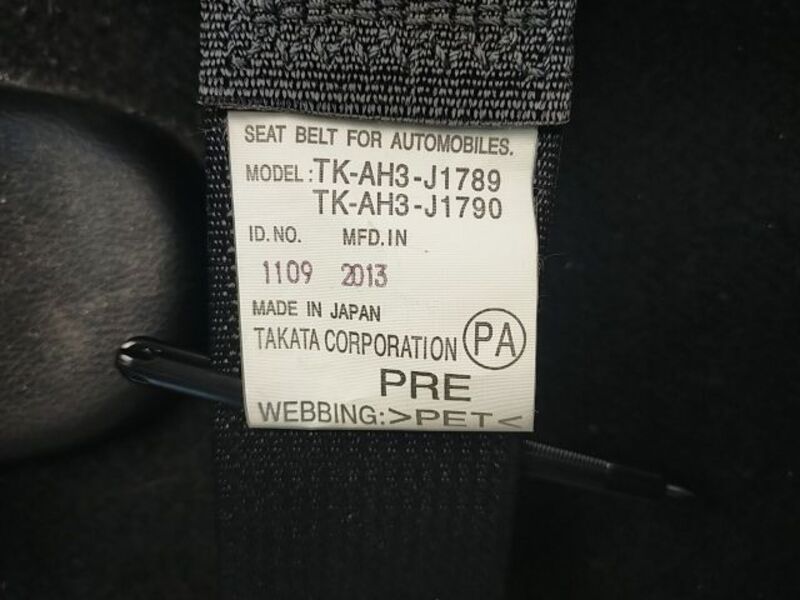 SEAT BELT FOR AUTOMOBILES.
MODEL: TK-AH3-J1789
TK-AH3-J1790
ID.NO. MFD.IN
1109 2013
MADE IN JAPAN
TAKATA CORPORATION PA
PRE
WEBBING:>PET<